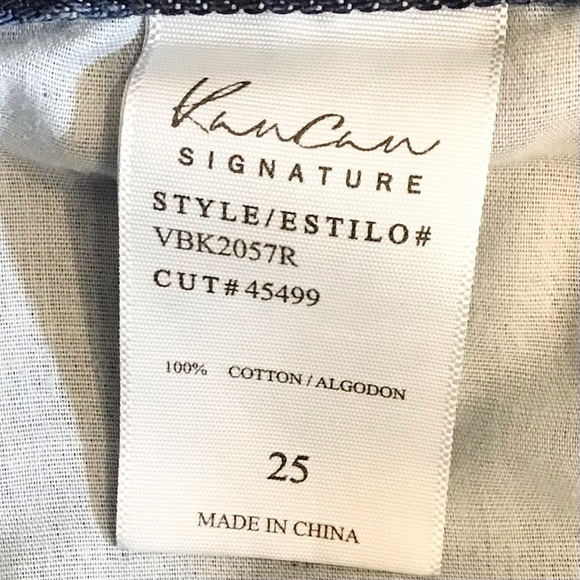 KanCan
SIGNATURE
STYLE/ESTILO#
VBK2057R
CUT#45499
100% COTTON/ALGODON
25
MADE IN CHINA